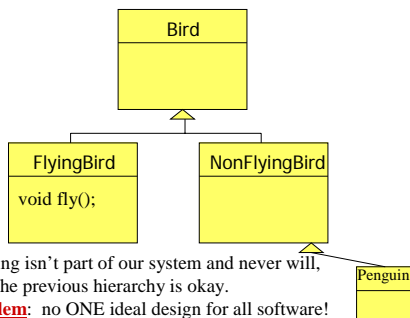 Bird
FlyingBird NonFlyingBird
void fly();
ng isn't part of our system and never will,
he previous hierarchy is okay.
Penguin
lem: no ONE ideal design for all software!